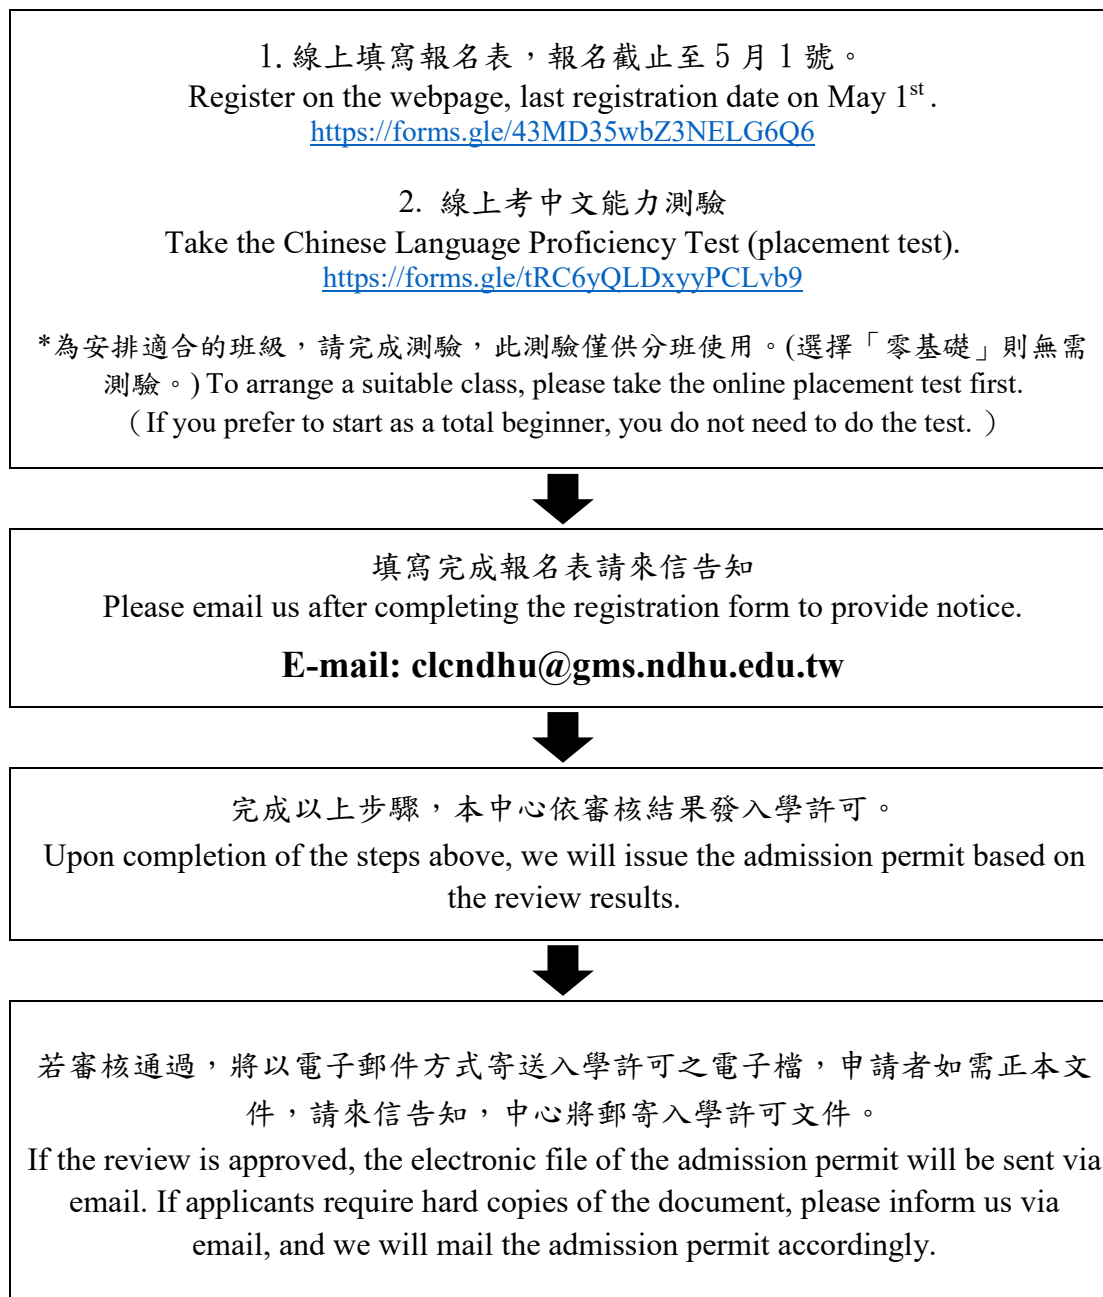 1. 線上填寫報名表，報名截止至 5 月 1 號。
Register on the webpage, last registration date on May 1st .
https://forms.gle/43MD35wbZ3NELG6Q6
2. 線上考中文能力測驗
Take the Chinese Language Proficiency Test (placement test).
https://forms.gle/tRC6yQLDxyyPCLvb9
*為安排適合的班級，請完成測驗，此測驗僅供分班使用。(選擇「零基礎」則無需
測驗。) To arrange a suitable class, please take the online placement test first.
（If you prefer to start as a total beginner, you do not need to do the test. ）
填寫完成報名表請來信告知
Please email us after completing the registration form to provide notice.
E-mail: clcndhu@gms.ndhu.edu.tw
完成以上步驟，本中心依審核結果發入學許可。
Upon completion of the steps above, we will issue the admission permit based on
the review results.
若審核通過，將以電子郵件方式寄送入學許可之電子檔，申請者如需正本文
件，請來信告知，中心將郵寄入學許可文件。
If the review is approved, the electronic file of the admission permit will be sent via
email. If applicants require hard copies of the document, please inform us via
email, and we will mail the admission permit accordingly.